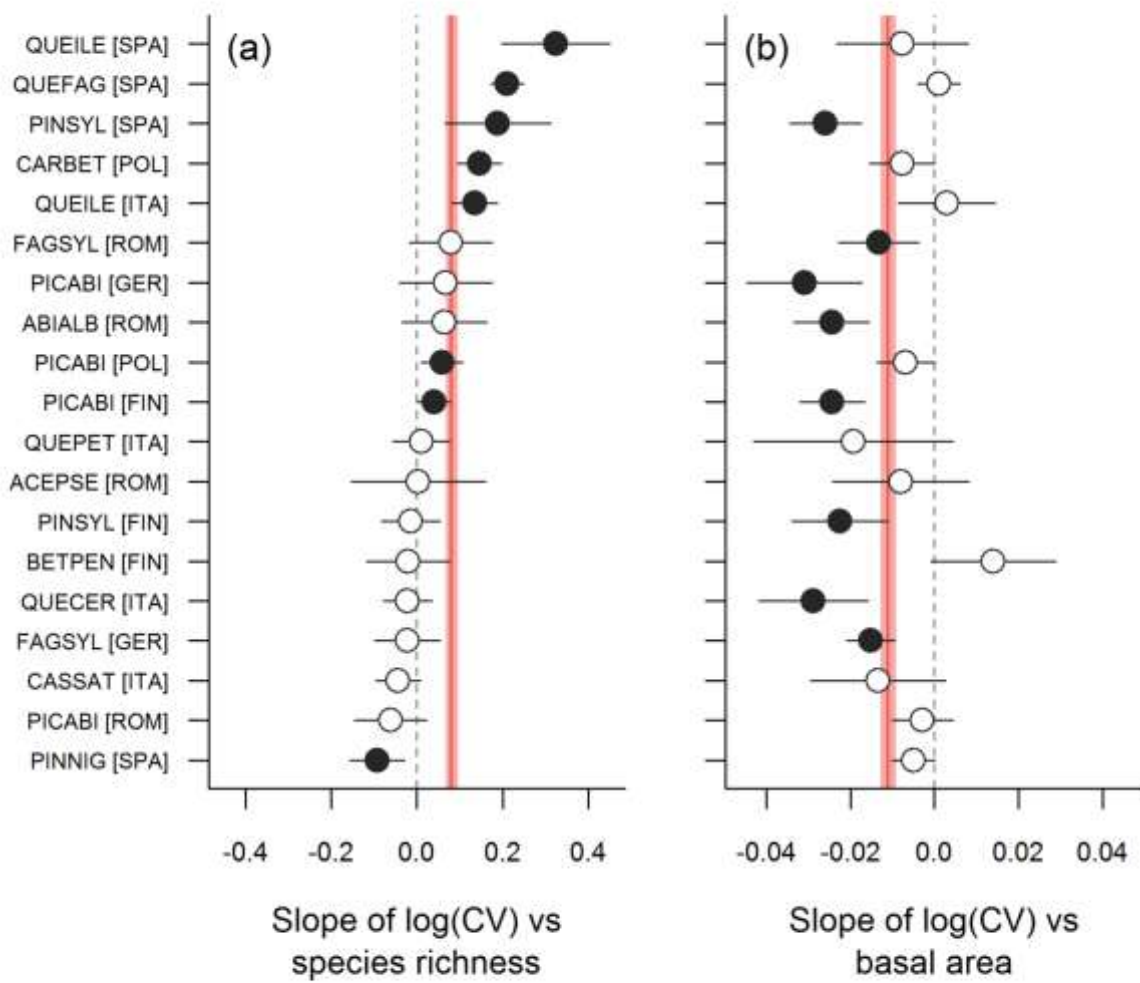 (a)
(b)
QUEILE [SPA]
QUEFAG [SPA]
PINSYL [SPA]
CARBET [POL]
QUEILE [ITA]
FAGSYL [ROM]
PICABI [GER]
ABIALB [ROM]
PICABI [POL]
PICABI [FIN]
QUEPET [ITA]
ACEPSE [ROM]
PINSYL [FIN]
BETPEN [FIN]
QUECER [ITA]
FAGSYL [GER]
CASSAT [ITA]
PICABI [ROM]
PINNIG [SPA]
-0.4 -0.2 0.0 0.2 0.4
-0.04 -0.02 0.0 0.02 0.04
Slope of log(CV) vs
species richness
Slope of log(CV) vs
basal area